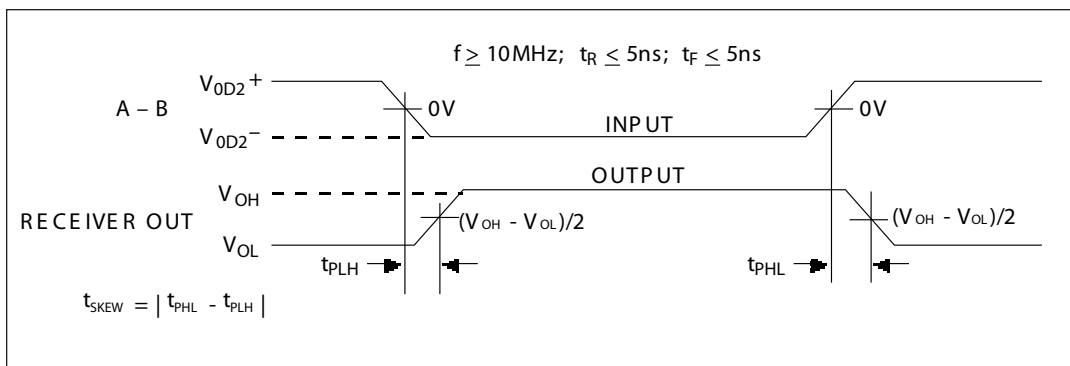 f ≥ 10MHz; tR ≤ 5ns; tF ≤ 5ns
V0D2+
A – B
0V
0V
V0D2–
INPUT
VOH
OUTPUT
RECEIVER OUT
(VOH - VOL)/2
(VOH - VOL)/2
VOL
tPLH
tPHL
tSKEW = | tPHL - tPLH |